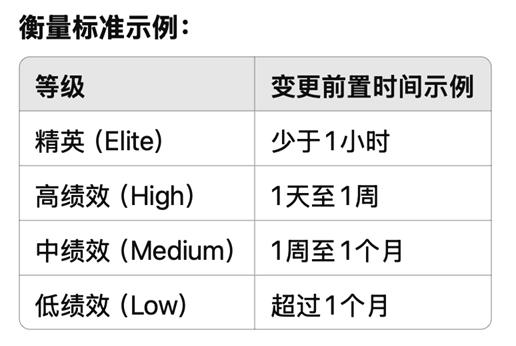 衡量标准示例：
等级 变更前置时间示例
精英（Elite） 少于1小时
高绩效（High） 1天至1周
中绩效（Medium） 1周至1个月
低绩效（Low） 超过1个月